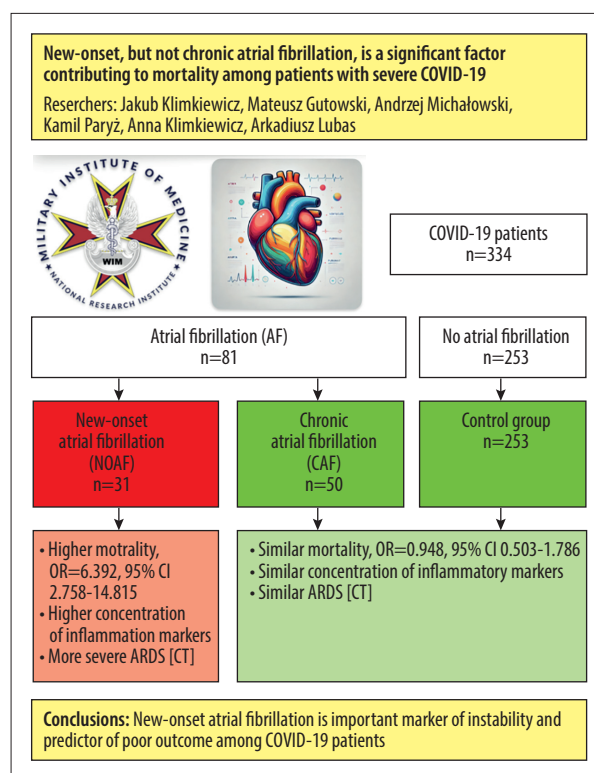 New-onset, but not chronic atrial fibrillation, is a significant factor
contributing to mortality among patients with severe COVID-19
Reserchers: Jakub Klimkiewicz, Mateusz Gutowski, Andrzej Michałowski,
Kamil Paryż, Anna Klimkiewicz, Arkadiusz Lubas
MILITARY INSTITUTE OF MEDICINE
WIM
NATIONAL RESEARCH INSTITUTE
COVID-19 patients
n=334
Atrial fibrillation (AF)
n=81
No atrial fibrillation
n=253
New-onset
atrial fibrillation
(NOAF)
n=31
Chronic
atrial fibrillation
(CAF)
n=50
Control group
n=253
• Higher motrality,
OR=6.392, 95% CI
2.758-14.815
• Higher concentration
of inflammation markers
• More severe ARDS [CT]
• Similar mortality, OR=0.948, 95% CI 0.503-1.786
• Similar concentration of inflammatory markers
• Similar ARDS [CT]
Conclusions: New-onset atrial fibrillation is important marker of instability and
predictor of poor outcome among COVID-19 patients